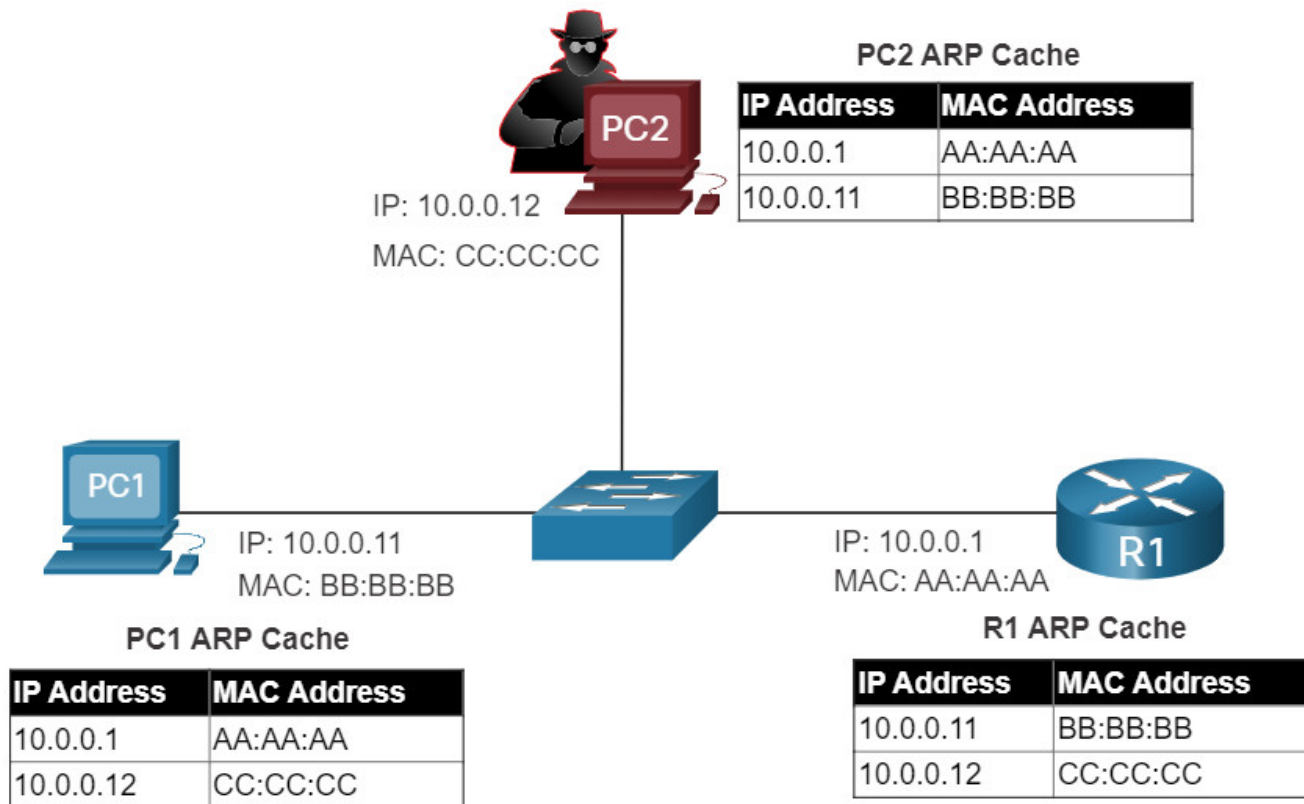 PC2 ARP Cache
IP Address MAC Address
10.0.0.1 AA:AA:AA
10.0.0.11 BB:BB:BB
PC2
IP: 10.0.0.12
MAC: CC:CC:CC
PC1
IP: 10.0.0.11
MAC: BB:BB:BB
IP: 10.0.0.1
MAC: AA:AA:AA
R1
PC1 ARP Cache
IP Address MAC Address
10.0.0.1 AA:AA:AA
10.0.0.12 CC:CC:CC
R1 ARP Cache
IP Address MAC Address
10.0.0.11 BB:BB:BB
10.0.0.12 CC:CC:CC